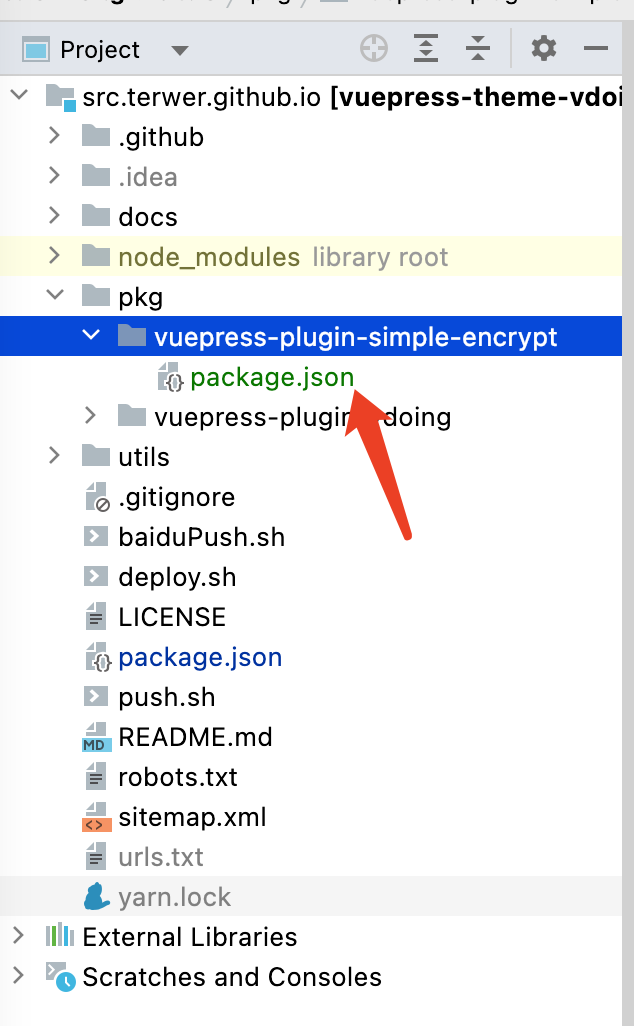 Project
src.terwer.github.io [vuepress-theme-vdoi
.github
.idea
docs
node_modules library root
pkg
vuepress-plugin-simple-encrypt
package.json
vuepress-plugin doing
utils
.gitignore
baiduPush.sh
deploy.sh
LICENSE
package.json
push.sh
README.md
robots.txt
sitemap.xml
urls.txt
yarn.lock
External Libraries
Scratches and Consoles